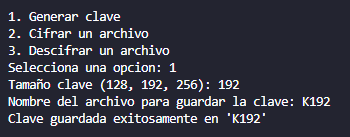 1. Generar clave
2. Cifrar un archivo
3. Descifrar un archivo
Selecciona una opcion: 1
Tamaño clave (128, 192, 256): 192
Nombre del archivo para guardar la clave: K192
Clave guardada exitosamente en 'K192'